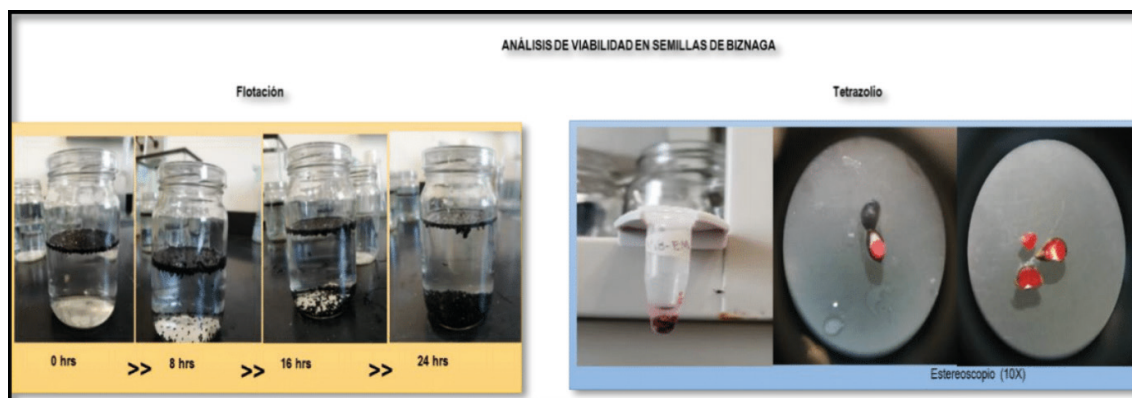 ANÁLISIS DE VIABILIDAD EN SEMILLAS DE BIZNAGA
Flotación
Tetrazolio
0 hrs
>>
8 hrs
>>
16 hrs
>>
24 hrs
Estereoscopio (10X)